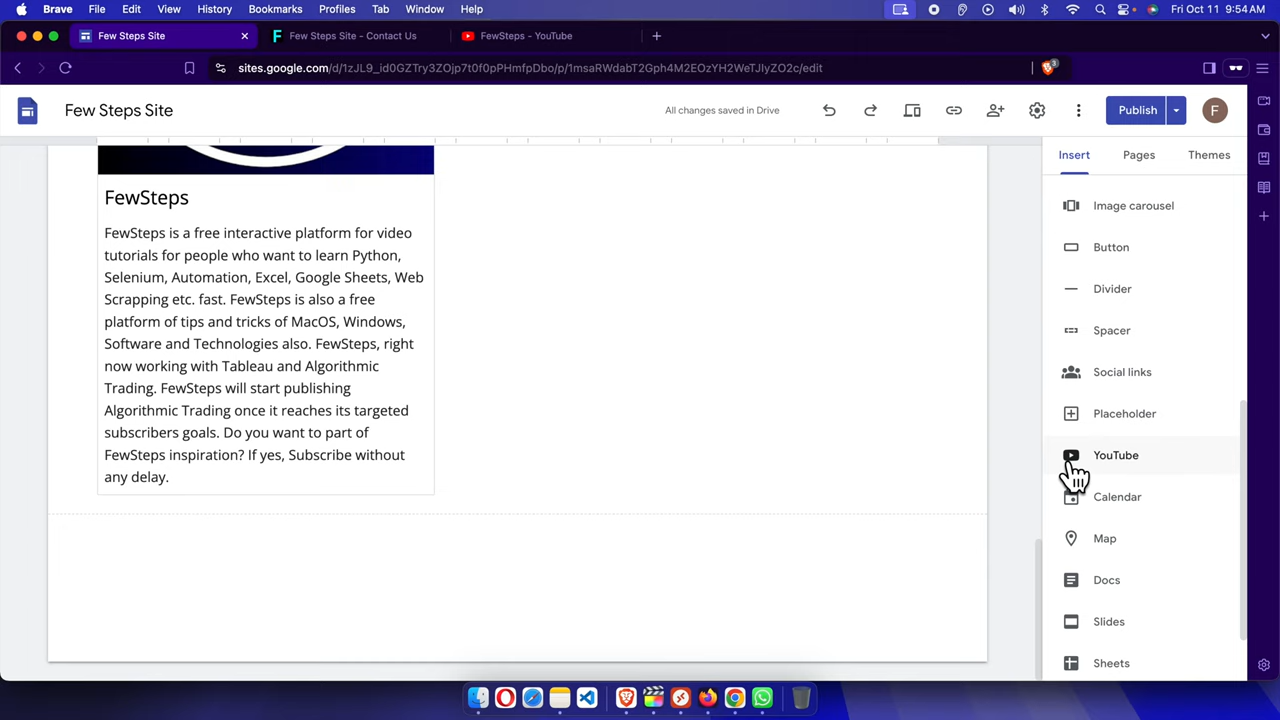 Brave File Edit View History Bookmarks Profiles Tab Window Help Fri Oct 11 9:54 AM
Few Steps Site Few Steps Site - Contact Us FewSteps - YouTube
sites.google.com/d/1zJL9_id0GZTry3ZOjp7t0f0pPHmfpDbo/p/1msaRWdabT2Gph4M2EOzYH2WeTJIyZO2c/edit 3
Few Steps Site All changes saved in Drive Publish F
Insert Pages Themes
Image carousel
Button
Divider
Spacer
Social links
Placeholder
YouTube
Calendar
Map
Docs
Slides
Sheets
FewSteps
FewSteps is a free interactive platform for video
tutorials for people who want to learn Python,
Selenium, Automation, Excel, Google Sheets, Web
Scrapping etc. fast. FewSteps is also a free
platform of tips and tricks of MacOS, Windows,
Software and Technologies also. FewSteps, right
now working with Tableau and Algorithmic
Trading. FewSteps will start publishing
Algorithmic Trading once it reaches its targeted
subscribers goals. Do you want to part of
FewSteps inspiration? If yes, Subscribe without
any delay.